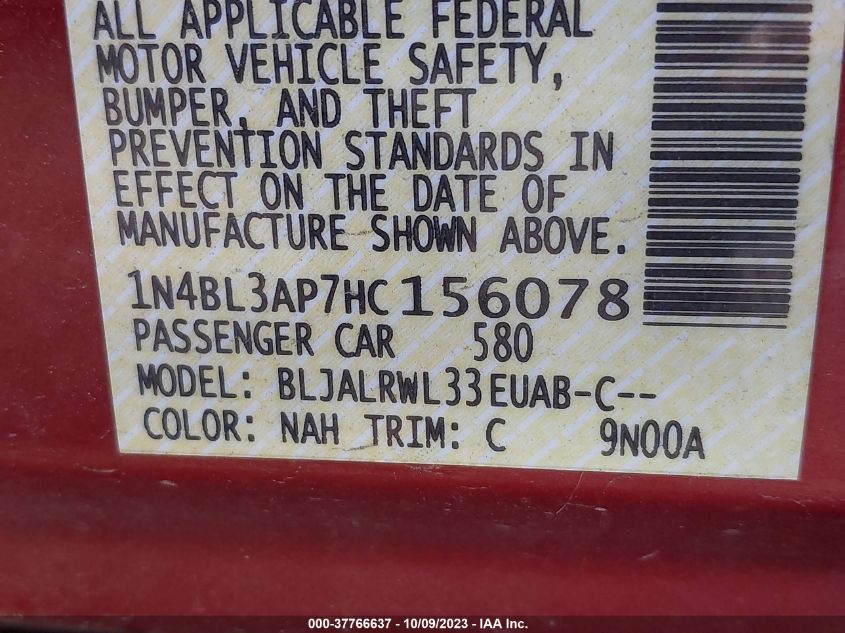 ALL APPLICABLE FEDERAL
MOTOR VEHICLE SAFETY,
BUMPER, AND THEFT
PREVENTION STANDARDS IN
EFFECT ON THE DATE OF
MANUFACTURE SHOWN ABOVE.
1N4BL3AP7HC156078
PASSENGER CAR 580
MODEL: BLJALRWL33EUAB-C--
COLOR: NAH TRIM: C 9N00A
000-37766637 - 10/09/2023 - IAA Inc.